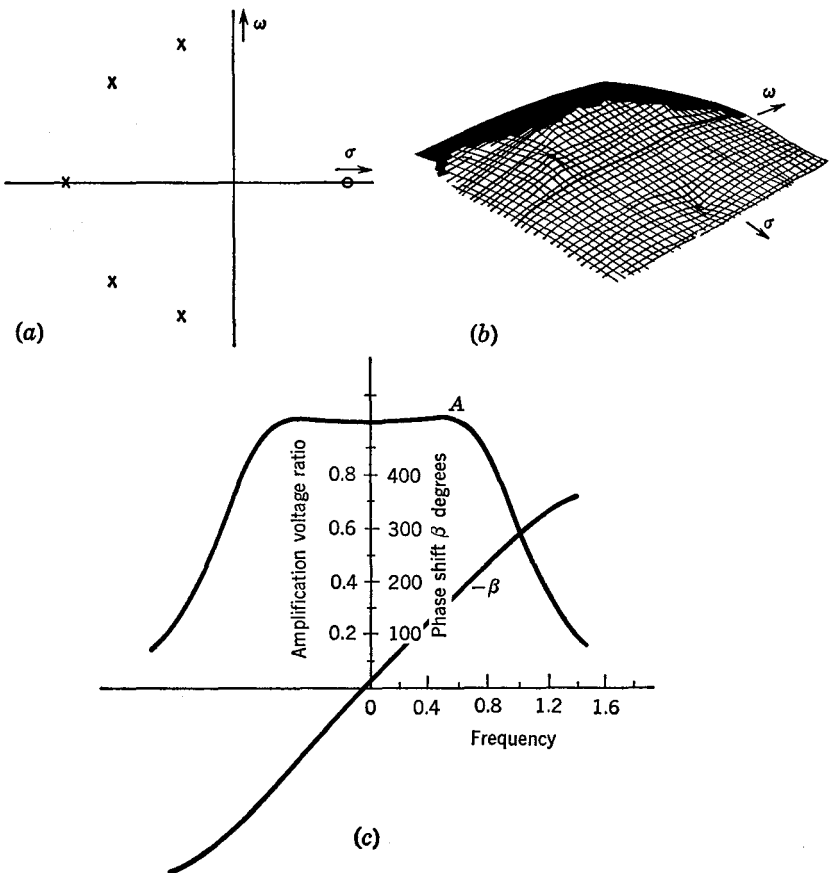 ω
σ
(a)
ω
σ
(b)
A
Amplification voltage ratio
0.8
0.6
0.4
0.2
400
300
200
100
Phase shift β degrees
−β
0 0.4 0.8 1.2 1.6
Frequency
(c)